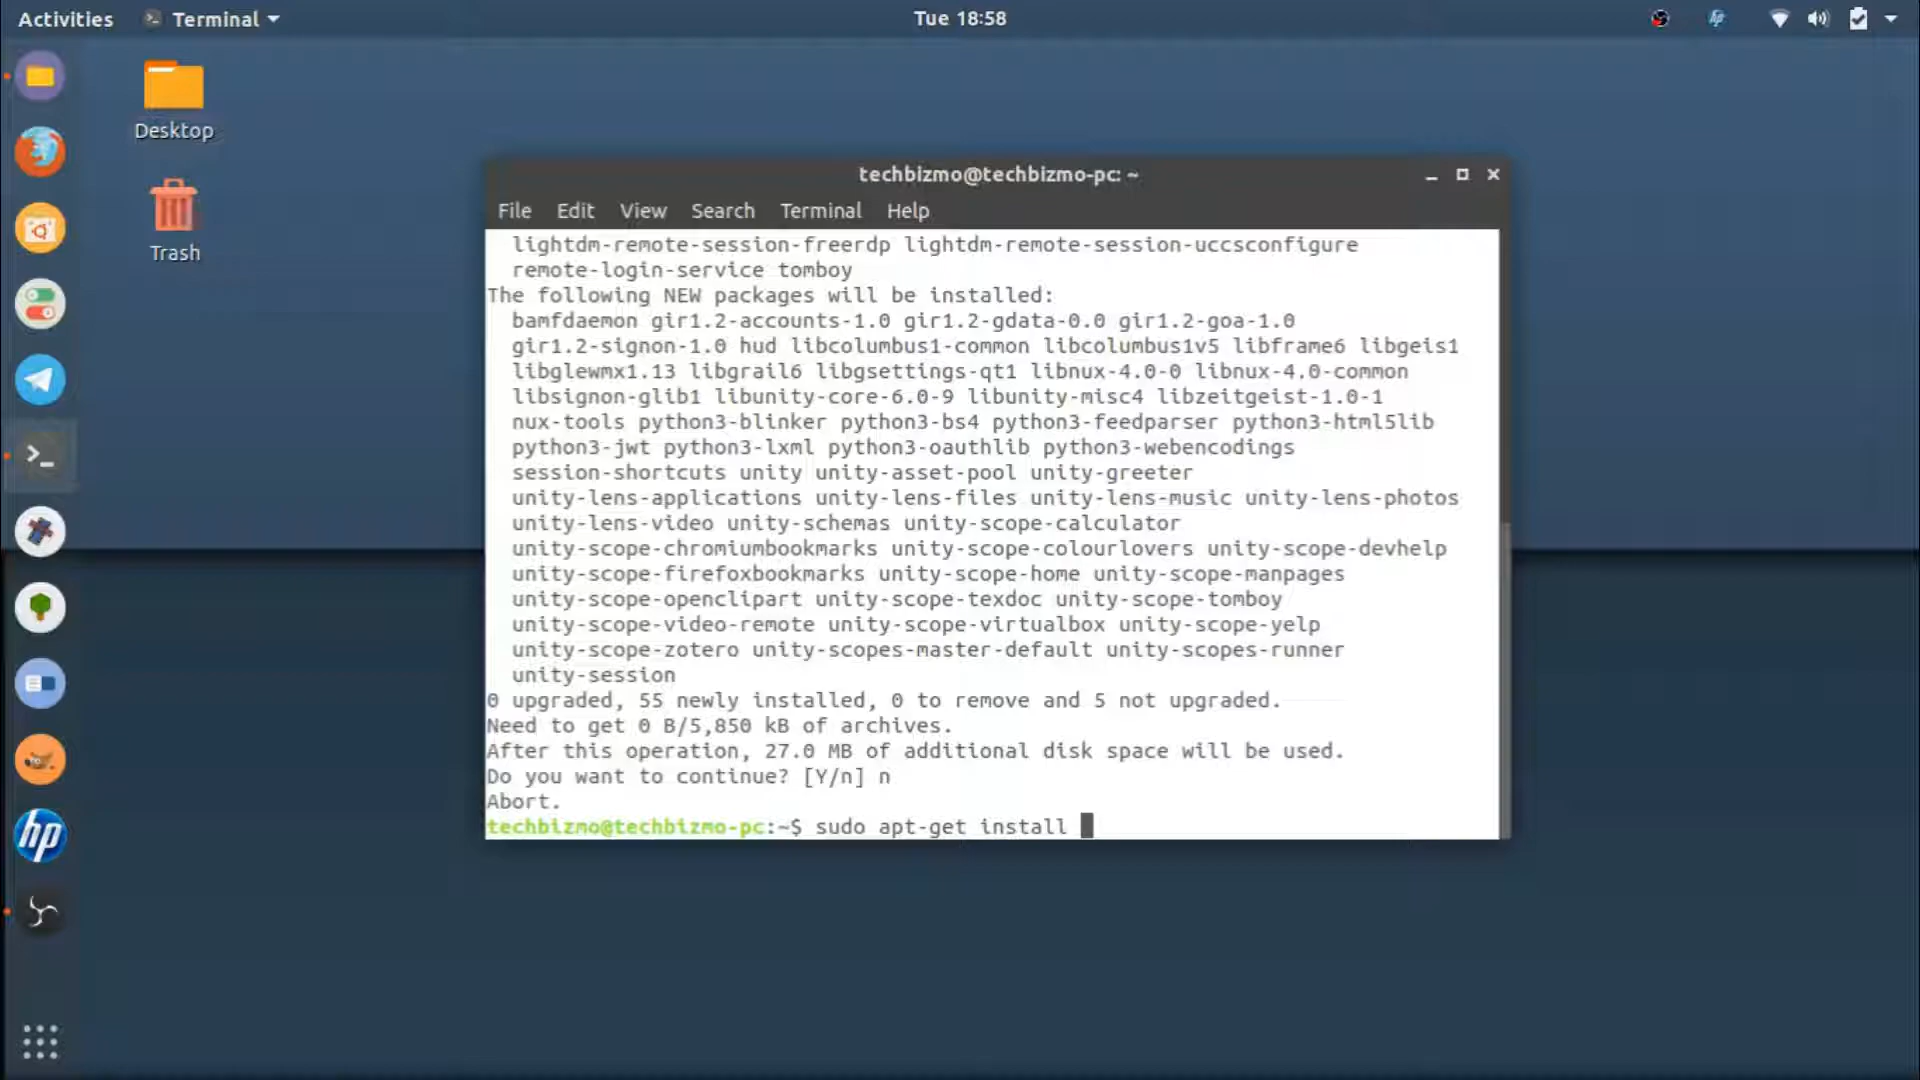 Activities
Terminal
Tue 18:58
Desktop
Trash
techbizmo@techbizmo-pc: ~
File Edit View Search Terminal Help
lightdm-remote-session-freerdp lightdm-remote-session-uccsconfigure
remote-login-service tomboy
The following NEW packages will be installed:
bamfdaemon gir1.2-accounts-1.0 gir1.2-gdata-0.0 gir1.2-goa-1.0
gir1.2-signon-1.0 hud libcolumbus1-common libcolumbus1v5 libframe6 libgeis1
libglewmx1.13 libgrail6 libgsettings-qt1 libnux-4.0-0 libnux-4.0-common
libsignon-glib1 libunity-core-6.0-9 libunity-misc4 libzeitgeist-1.0-1
nux-tools python3-blinker python3-bs4 python3-feedparser python3-html5lib
python3-jwt python3-lxml python3-oauthlib python3-webencodings
session-shortcuts unity unity-asset-pool unity-greeter
unity-lens-applications unity-lens-files unity-lens-music unity-lens-photos
unity-lens-video unity-schemas unity-scope-calculator
unity-scope-chromiumbookmarks unity-scope-colourlovers unity-scope-devhelp
unity-scope-firefoxbookmarks unity-scope-home unity-scope-manpages
unity-scope-openclipart unity-scope-texdoc unity-scope-tomboy
unity-scope-video-remote unity-scope-virtualbox unity-scope-yelp
unity-scope-zotero unity-scopes-master-default unity-scopes-runner
unity-session
0 upgraded, 55 newly installed, 0 to remove and 5 not upgraded.
Need to get 0 B/5,850 kB of archives.
After this operation, 27.0 MB of additional disk space will be used.
Do you want to continue? [Y/n] n
Abort.
techbizmo@techbizmo-pc:~$ sudo apt-get install
hp